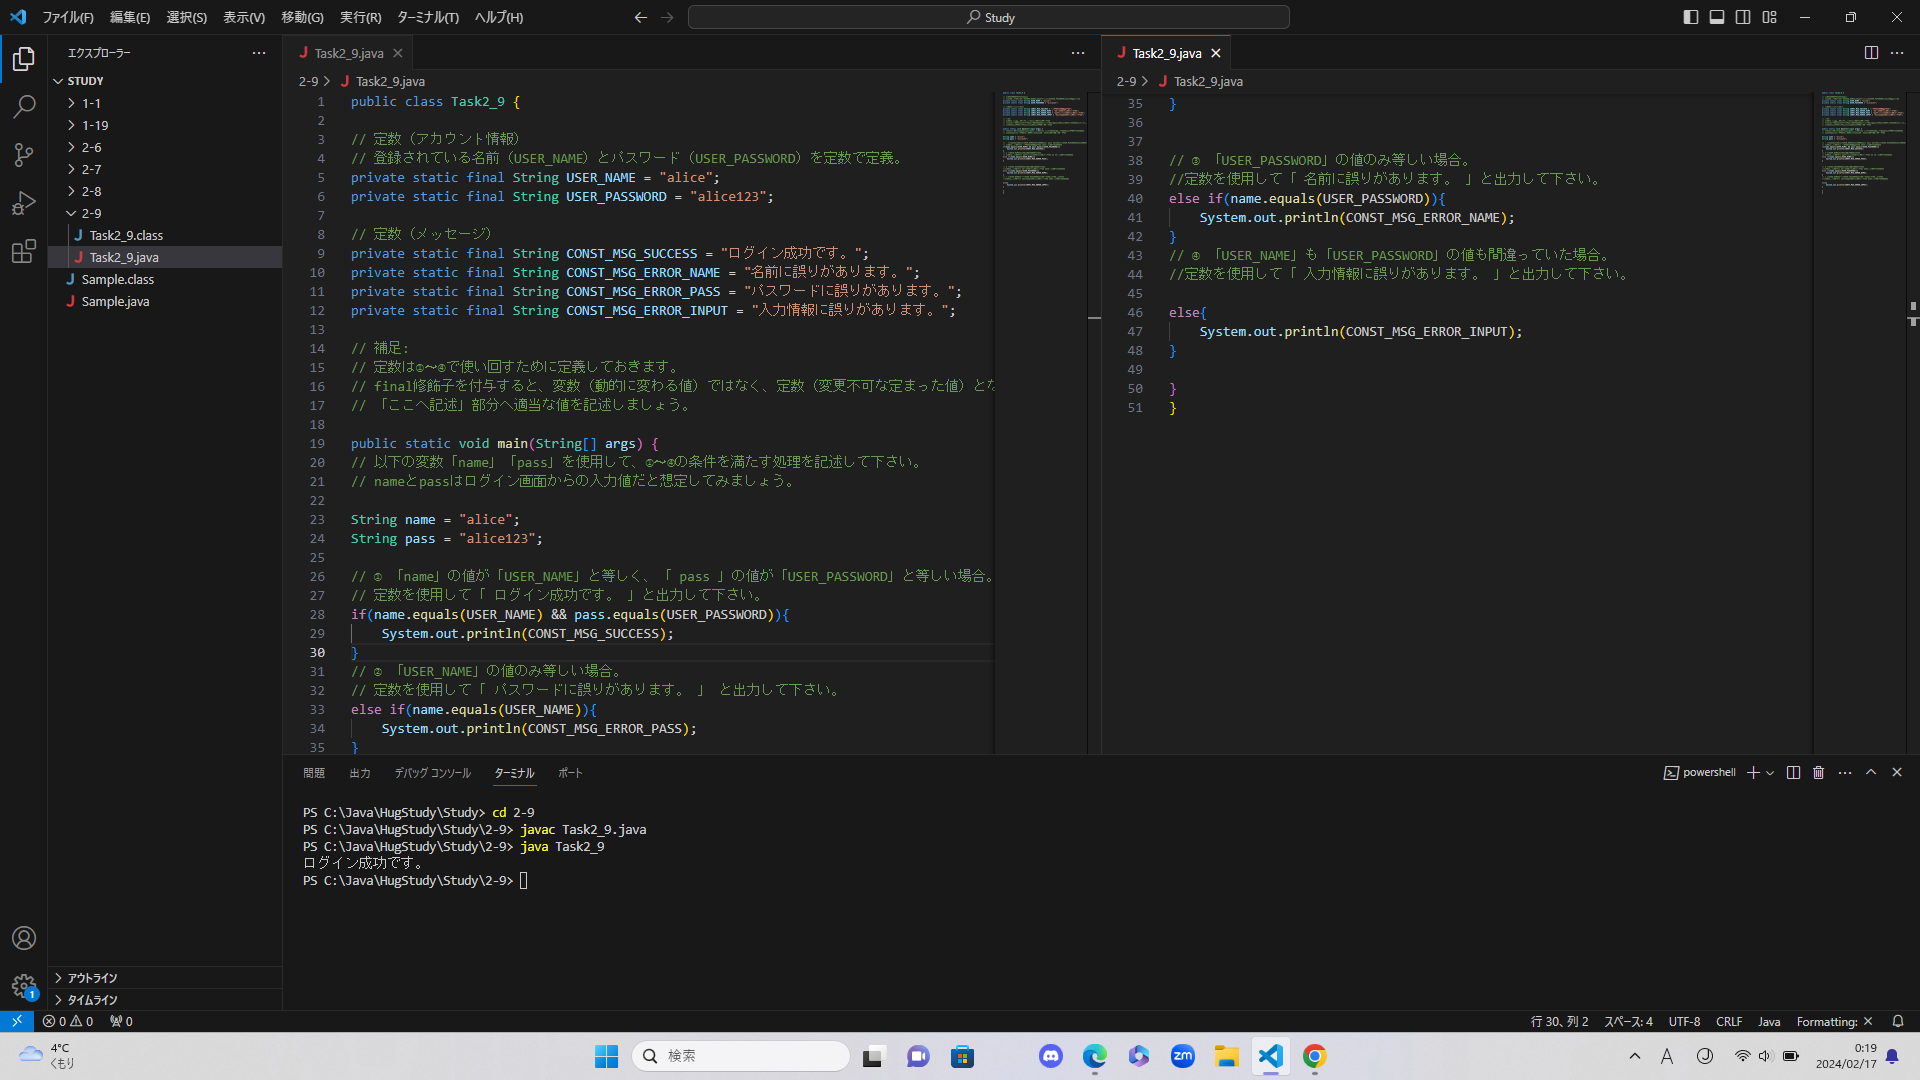 ファイル(F) 編集(E) 選択(S) 表示(V) 移動(G) 実行(R) ターミナル(T) ヘルプ(H)
Study
エクスプローラー
STUDY
1-1
1-19
2-6
2-7
2-8
2-9
Task2_9.class
Task2_9.java
Sample.class
Sample.java
アウトライン
タイムライン
Task2_9.java
2-9 > Task2_9.java
1 public class Task2_9 {
2
3 // 定数（アカウント情報）
4 // 登録されている名前（USER_NAME）とパスワード（USER_PASSWORD）を定数で定義。
5 private static final String USER_NAME = "alice";
6 private static final String USER_PASSWORD = "alice123";
7
8 // 定数（メッセージ）
9 private static final String CONST_MSG_SUCCESS = "ログイン成功です。";
10 private static final String CONST_MSG_ERROR_NAME = "名前に誤りがあります。";
11 private static final String CONST_MSG_ERROR_PASS = "パスワードに誤りがあります。";
12 private static final String CONST_MSG_ERROR_INPUT = "入力情報に誤りがあります。";
13
14 // 補足:
15 // 定数は①～④で使い回すために定義しておきます。
16 // final修飾子を付与すると、変数（動的に変わる値）ではなく、定数（変更不可な定まった値）とな
17 // 「ここへ記述」部分へ適当な値を記述しましょう。
18
19 public static void main(String[] args) {
20 // 以下の変数「name」「pass」を使用して、①～④の条件を満たす処理を記述して下さい。
21 // nameとpassはログイン画面からの入力値だと想定してみましょう。
22
23 String name = "alice";
24 String pass = "alice123";
25
26 // ① 「name」の値が「USER_NAME」と等しく、「 pass 」の値が「USER_PASSWORD」と等しい場合。
27 // 定数を使用して「 ログイン成功です。 」と出力して下さい。
28 if(name.equals(USER_NAME) && pass.equals(USER_PASSWORD)){
29 System.out.println(CONST_MSG_SUCCESS);
30 }
31 // ② 「USER_NAME」の値のみ等しい場合。
32 // 定数を使用して「 パスワードに誤りがあります。 」 と出力して下さい。
33 else if(name.equals(USER_NAME)){
34 System.out.println(CONST_MSG_ERROR_PASS);
35 }
Task2_9.java
2-9 > Task2_9.java
35 }
36
37
38 // ③ 「USER_PASSWORD」の値のみ等しい場合。
39 //定数を使用して「 名前に誤りがあります。 」と出力して下さい。
40 else if(name.equals(USER_PASSWORD)){
41 System.out.println(CONST_MSG_ERROR_NAME);
42 }
43 // ④ 「USER_NAME」も「USER_PASSWORD」の値も間違っていた場合。
44 //定数を使用して「 入力情報に誤りがあります。 」と出力して下さい。
45
46 else{
47 System.out.println(CONST_MSG_ERROR_INPUT);
48 }
49
50 }
51 }
問題 出力 デバッグ コンソール ターミナル ポート
powershell
PS C:\Java\HugStudy\Study> cd 2-9
PS C:\Java\HugStudy\Study\2-9> javac Task2_9.java
PS C:\Java\HugStudy\Study\2-9> java Task2_9
ログイン成功です。
PS C:\Java\HugStudy\Study\2-9>
1
0 0 0
行 30、列 2 スペース: 4 UTF-8 CRLF Java Formatting: ×
4°C
くもり
検索
zm
A
0:19
2024/02/17